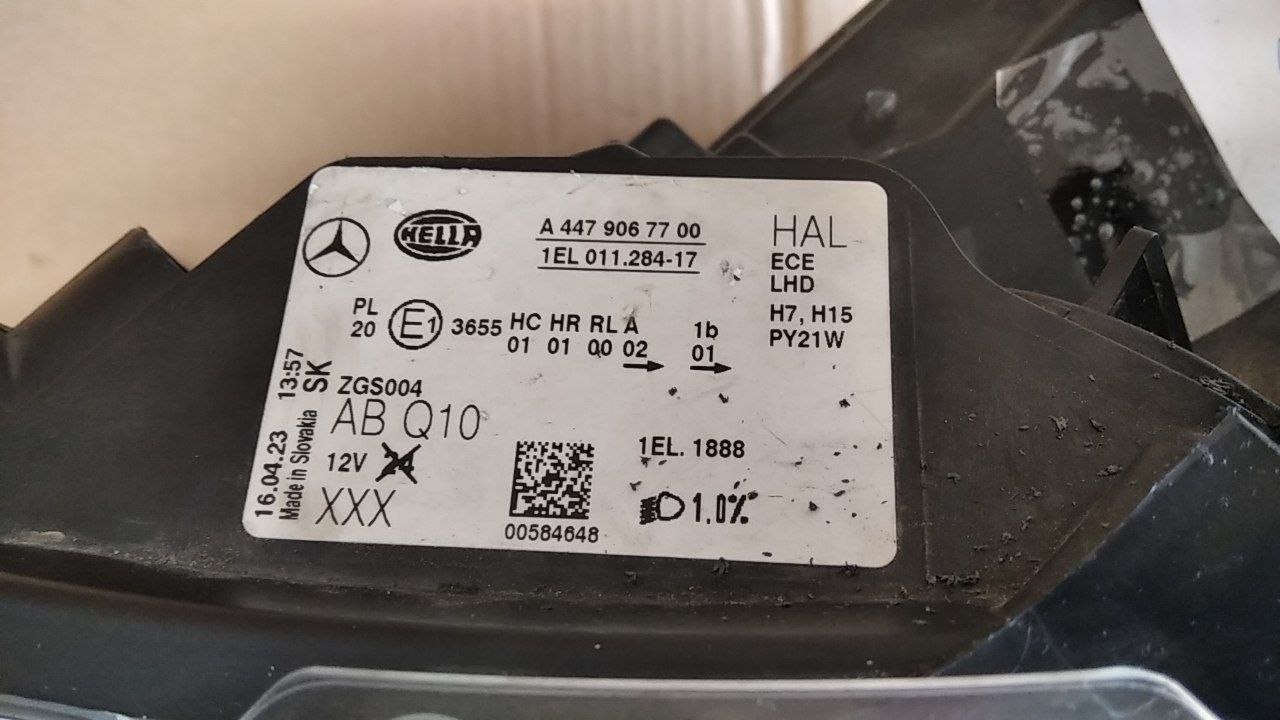 HELLA
A 447 906 77 00
1EL 011.284-17
HAL
ECE
LHD
H7, H15
PY21W
PL
20
E1
3655
HC HR RL A
01 01 00 02
1b
01
ZGS004
AB Q10
12V 24
XXX
16.04.23 13:57
Made in Slovakia SK
00584648
1EL. 1888
1.0%